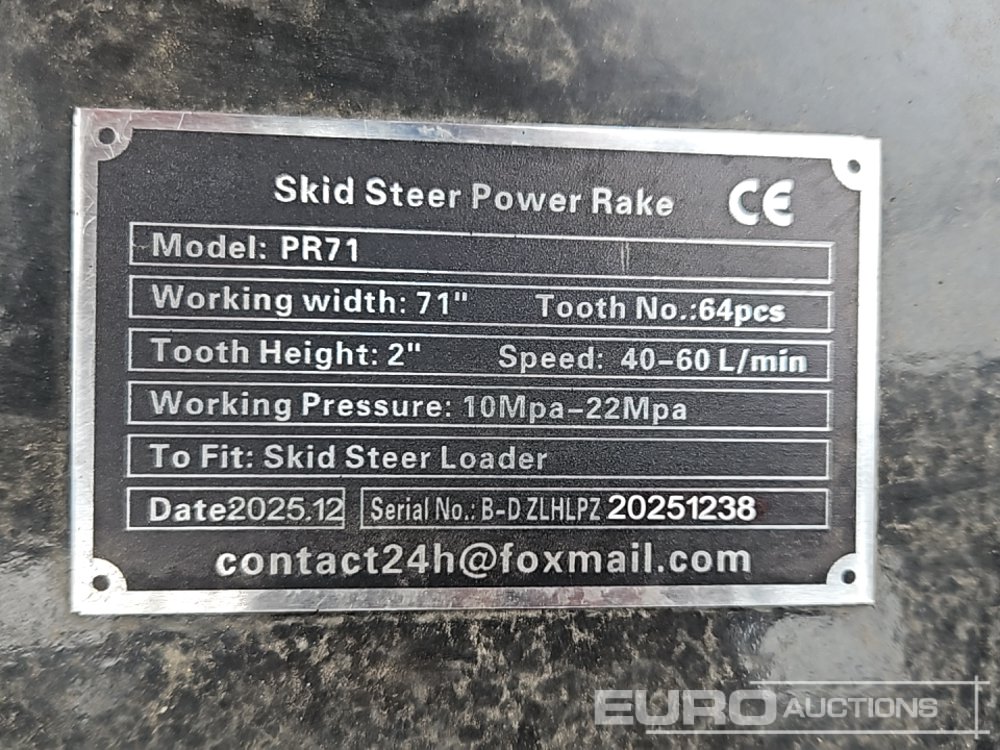 Skid Steer Power Rake CE
Model: PR71
Working width: 71" Tooth No.:64pcs
Tooth Height: 2" Speed: 40-60 L/min
Working Pressure: 10Mpa-22Mpa
To Fit: Skid Steer Loader
Date:2025.12 Serial No.: B-D ZLHLPZ 20251238
contact24h@foxmail.com
EURO AUCTIONS